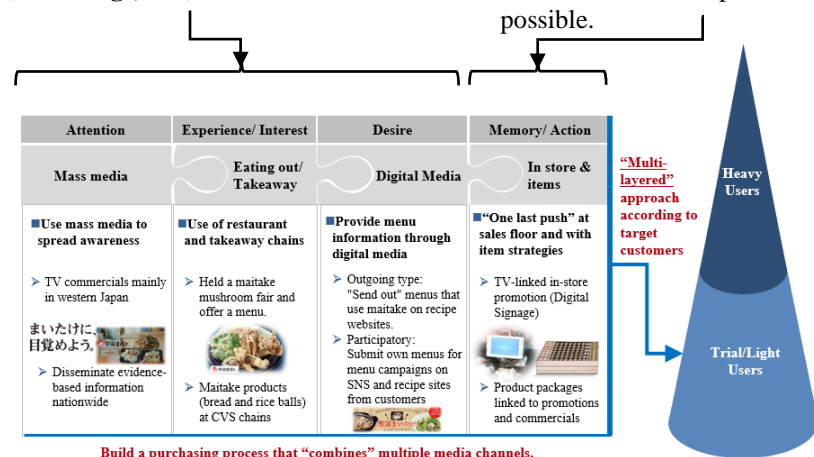 possible.
Attention
Experience/ Interest
Desire
Memory/ Action
Mass media
Eating out/
Takeaway
Digital Media
In store &
items
■Use mass media to
spread awareness
➤ TV commercials mainly
in western Japan
まいたけに、
目覚めよう。
➤ Disseminate evidence-
based information
nationwide
■Use of restaurant
and takeaway chains
➤ Held a maitake
mushroom fair and
offer a menu.
➤ Maitake products
(bread and rice balls)
at CVS chains
■Provide menu
information through
digital media
➤ Outgoing type:
"Send out" menus that
use maitake on recipe
websites.
➤ Participatory:
Submit own menus for
menu campaigns on
SNS and recipe sites
from customers
雪国まいたけ
■“One last push” at
sales floor and with
item strategies
➤ TV-linked in-store
promotion (Digital
Signage)
➤ Product packages
linked to promotions
and commercials
“Multi-
layered”
approach
according to
target
customers
Heavy
Users
Trial/Light
Users
Build a purchasing process that “combines” multiple media channels.